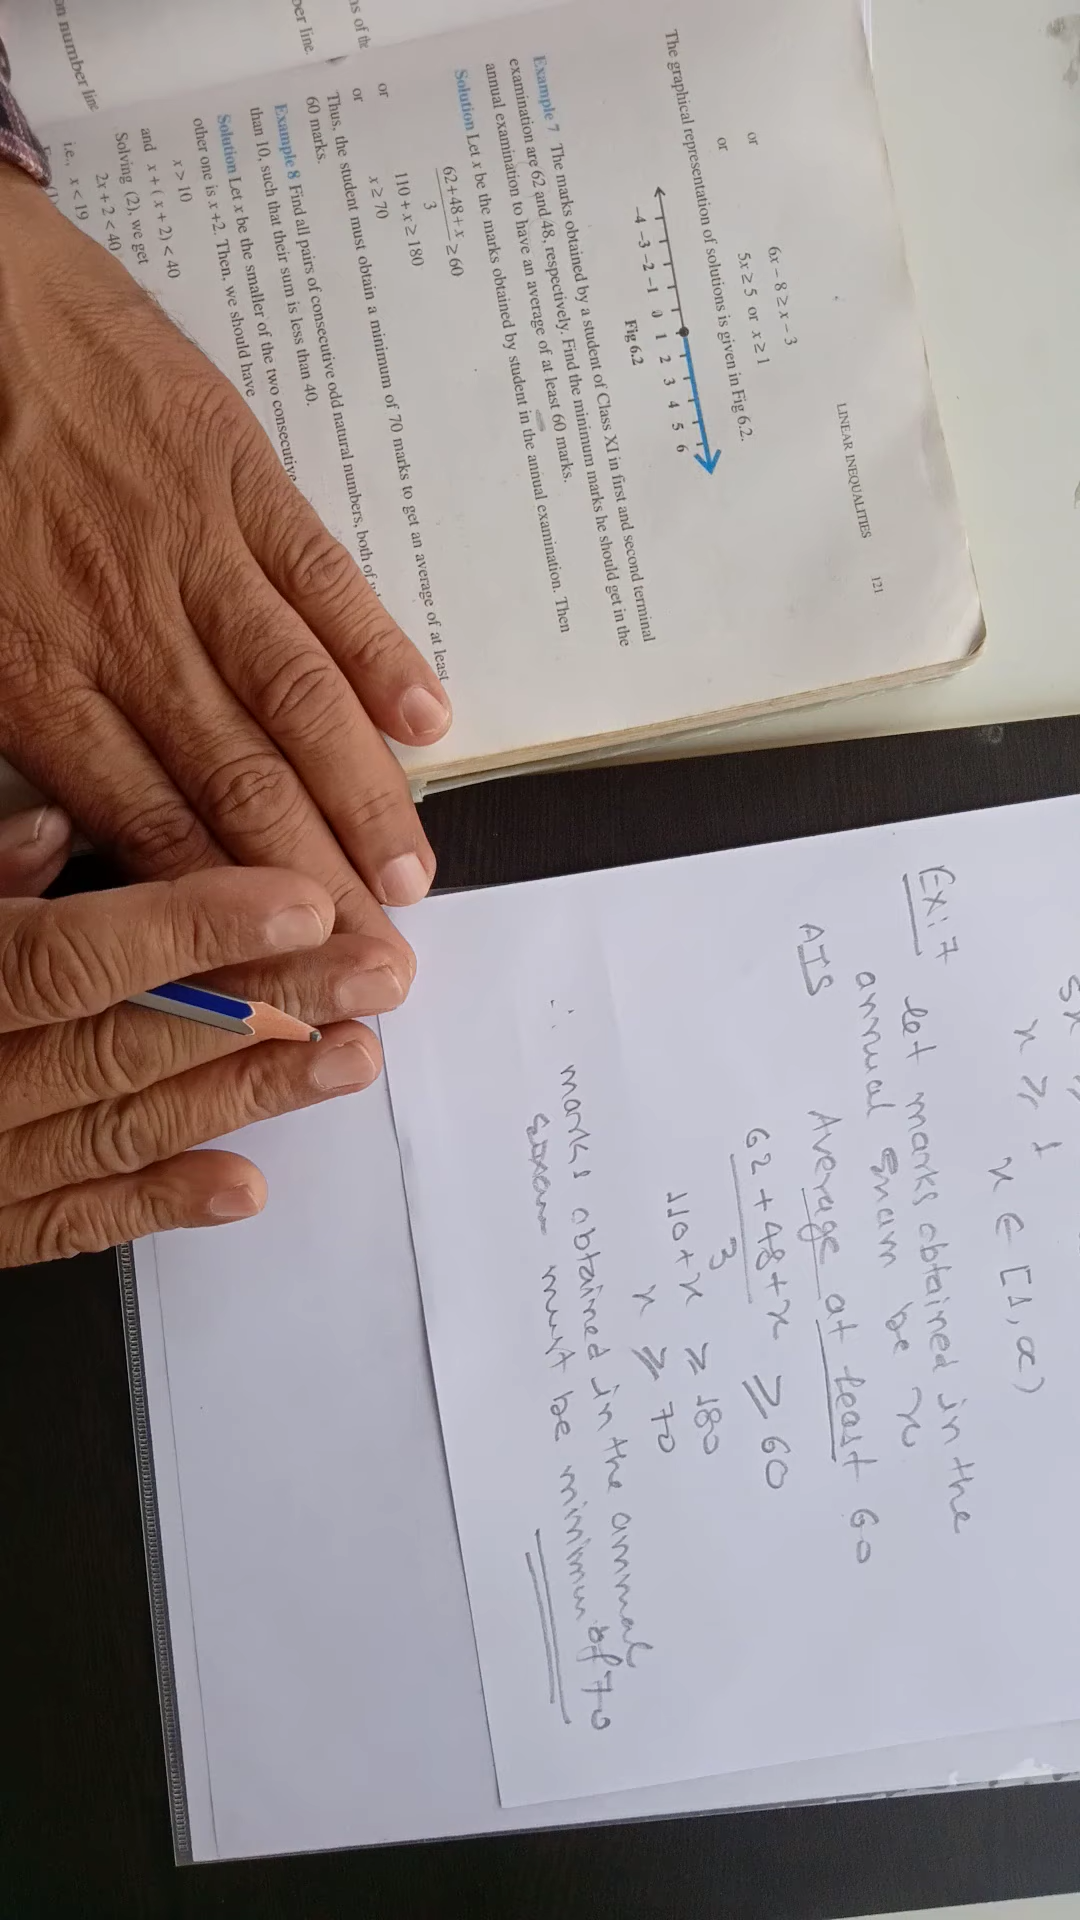 LINEAR INEQUALITIES 121
6x – 8 ≥ x – 3
or 5x ≥ 5 or x ≥ 1
or
The graphical representation of solutions is given in Fig 6.2.
–4 –3 –2 –1 0 1 2 3 4 5 6
Fig 6.2
Example 7 The marks obtained by a student of Class XI in first and second terminal
examination are 62 and 48, respectively. Find the minimum marks he should get in the
annual examination to have an average of at least 60 marks.
Solution Let x be the marks obtained by student in the annual examination. Then
62+48+x
3
≥ 60
or 110 + x ≥ 180
or x ≥ 70
Thus, the student must obtain a minimum of 70 marks to get an average of at least
60 marks.
Example 8 Find all pairs of consecutive odd natural numbers, both of
than 10, such that their sum is less than 40.
Solution Let x be the smaller of the two consecutive
other one is x +2. Then, we should have
x > 10
and x + ( x + 2) < 40
Solving (2), we get
2x + 2 < 40
i.e., x < 19
ns of the
ber line.
on number line
x ≥ 1
x ∈ [1, α)
Ex: 7 let marks obtained in the
annual Enam be x
ATS Average at least 60
62 + 48 + x ≥ 60
3
110 + x ≥ 180
x ≥ 70
∴ marks obtained in the annual
must be minimum of 70